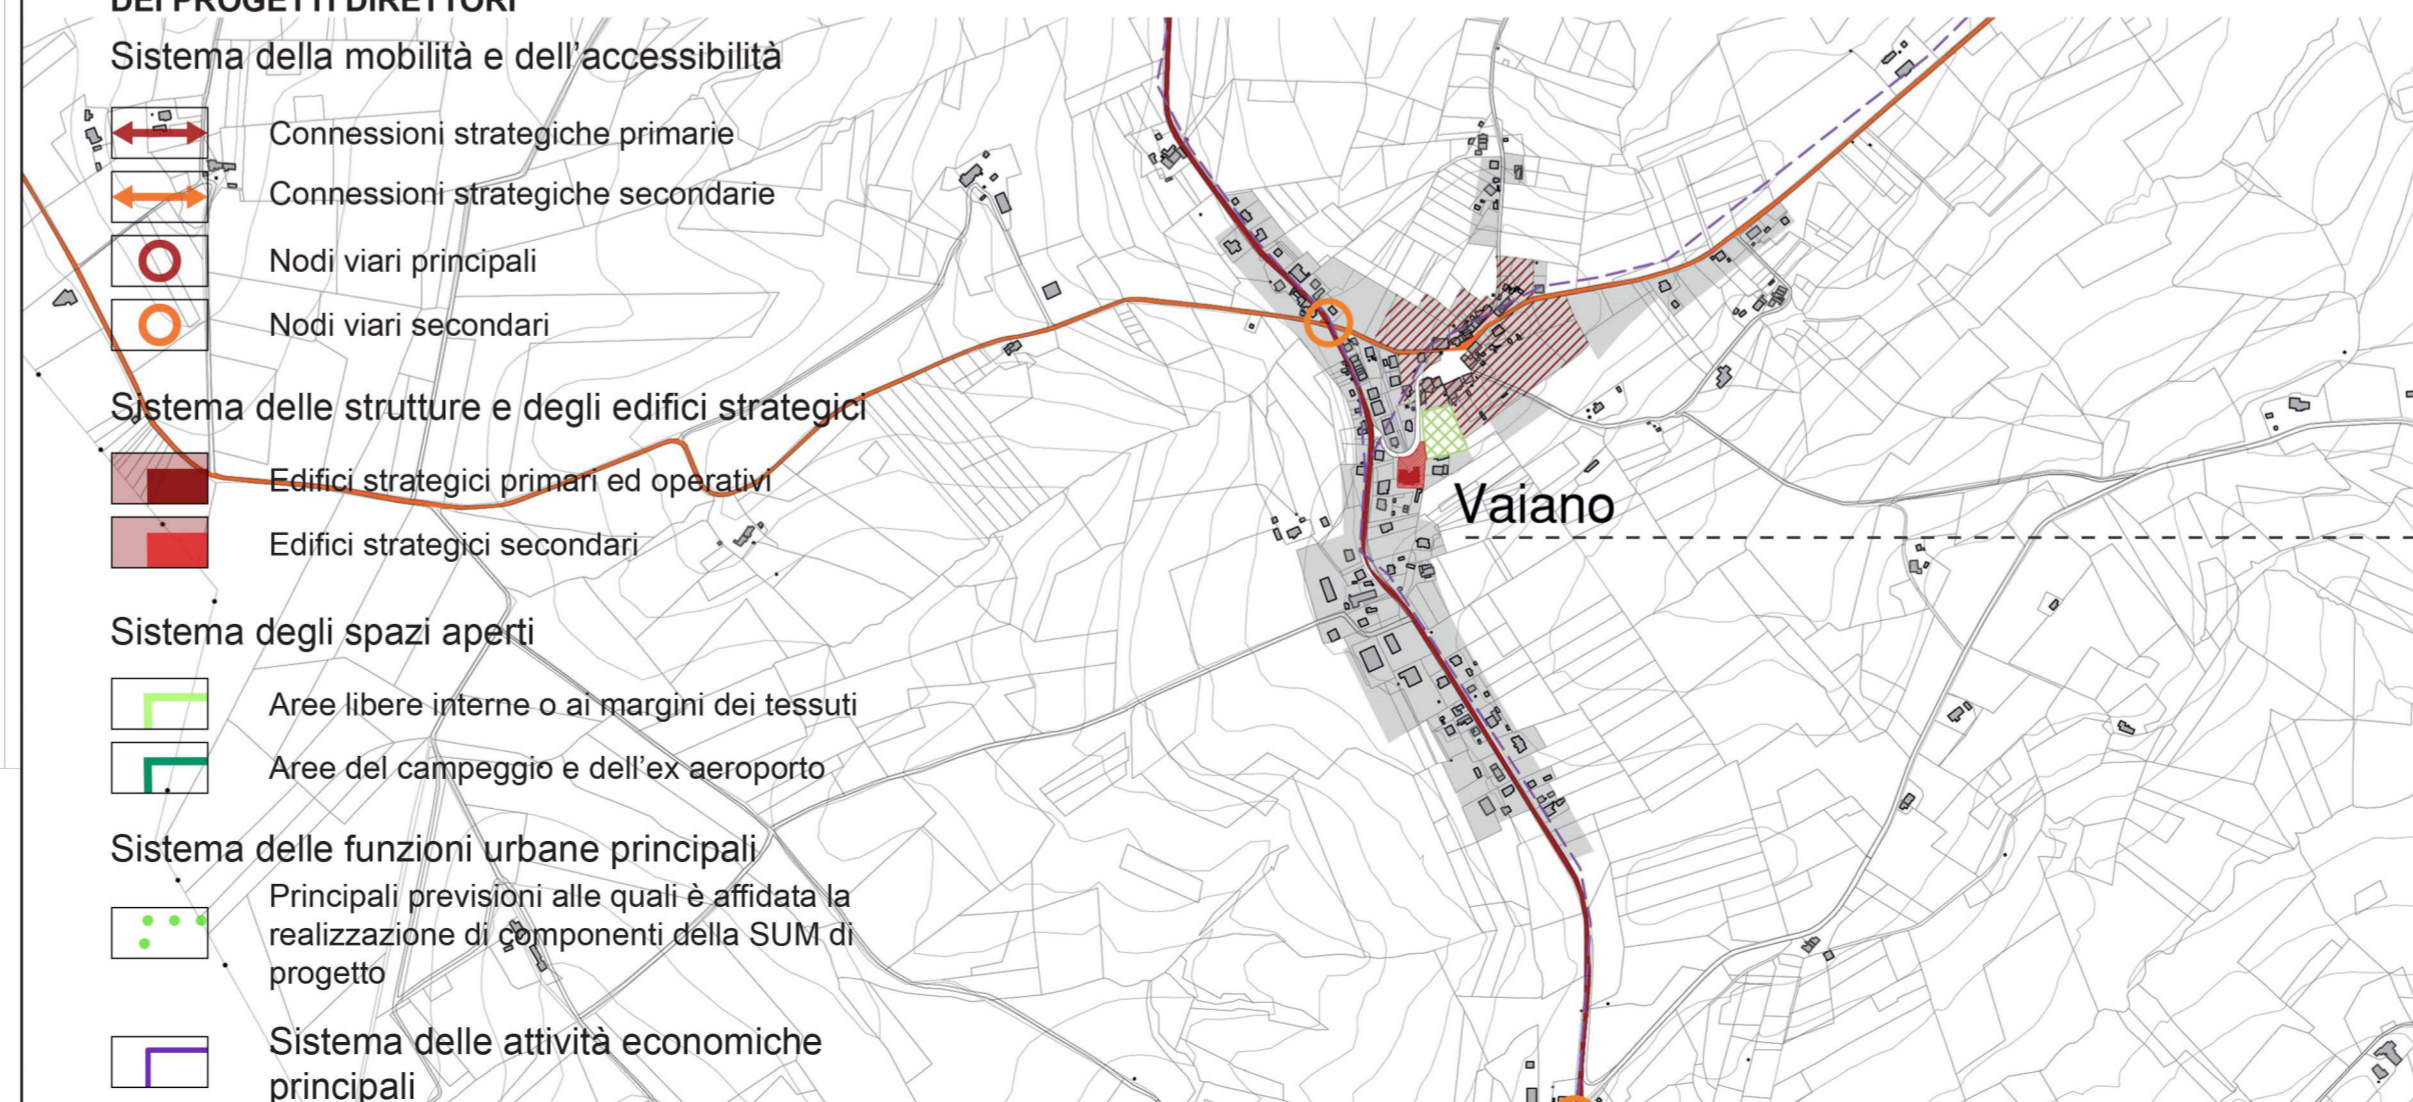 DEI PROGETTI DIRETTORI
Sistema della mobilità e dell'accessibilità
Connessioni strategiche primarie
Connessioni strategiche secondarie
Nodi viari principali
Nodi viari secondari
Sistema delle strutture e degli edifici strategici
Edifici strategici primari ed operativi
Edifici strategici secondari
Sistema degli spazi aperti
Aree libere interne o ai margini dei tessuti
Aree del campeggio e dell'ex aeroporto
Sistema delle funzioni urbane principali
Principali previsioni alle quali è affidata la
realizzazione di componenti della SUM di
progetto
Sistema delle attività economiche
principali
Vaiano